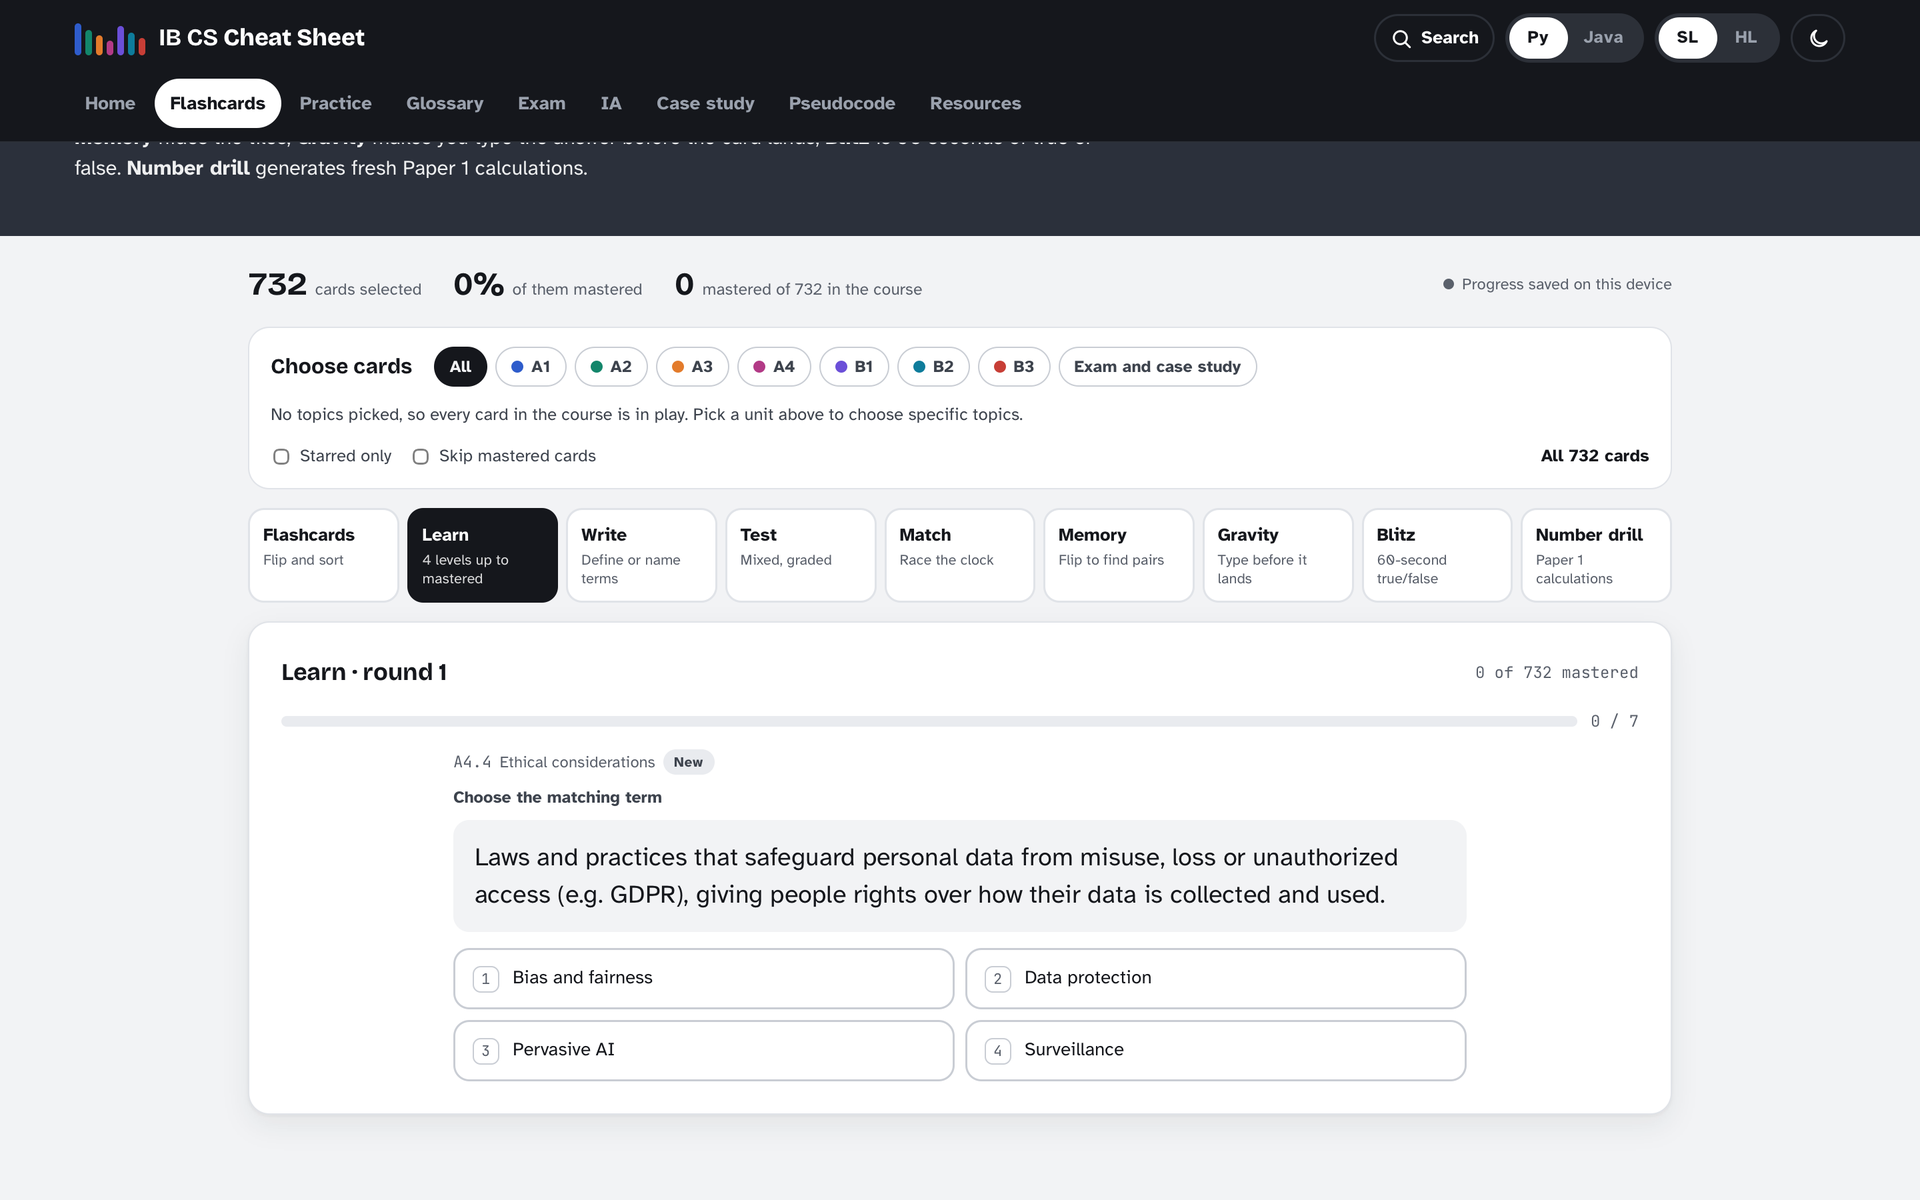 IB CS Cheat Sheet
Search
Py
Java
SL
HL
Home
Flashcards
Practice
Glossary
Exam
IA
Case study
Pseudocode
Resources
false. Number drill generates fresh Paper 1 calculations.
732 cards selected
0% of them mastered
0 mastered of 732 in the course
Progress saved on this device
Choose cards
All
A1
A2
A3
A4
B1
B2
B3
Exam and case study
No topics picked, so every card in the course is in play. Pick a unit above to choose specific topics.
Starred only
Skip mastered cards
All 732 cards
Flashcards
Flip and sort
Learn
4 levels up to
mastered
Write
Define or name
terms
Test
Mixed, graded
Match
Race the clock
Memory
Flip to find pairs
Gravity
Type before it
lands
Blitz
60-second
true/false
Number drill
Paper 1
calculations
Learn · round 1
0 of 732 mastered
0 / 7
A4.4 Ethical considerations
New
Choose the matching term
Laws and practices that safeguard personal data from misuse, loss or unauthorized
access (e.g. GDPR), giving people rights over how their data is collected and used.
1 Bias and fairness
2 Data protection
3 Pervasive AI
4 Surveillance